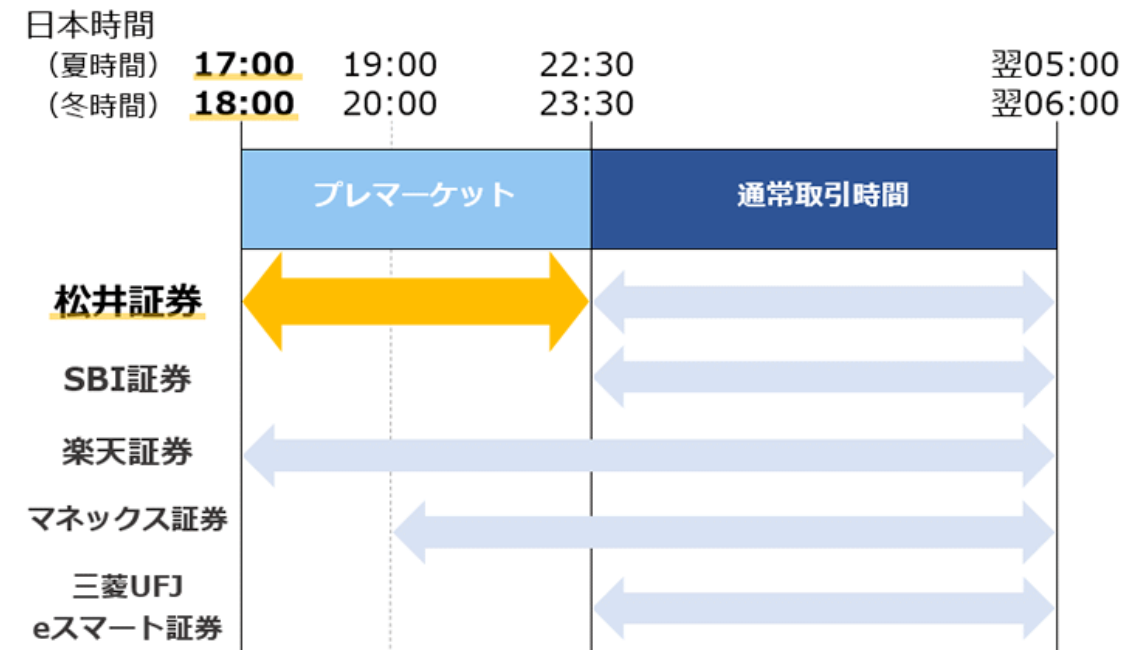 日本時間
（夏時間） 17:00 19:00 22:30 翌05:00
（冬時間） 18:00 20:00 23:30 翌06:00
プレマーケット 通常取引時間
松井証券
SBI証券
楽天証券
マネックス証券
三菱UFJ
eスマート証券